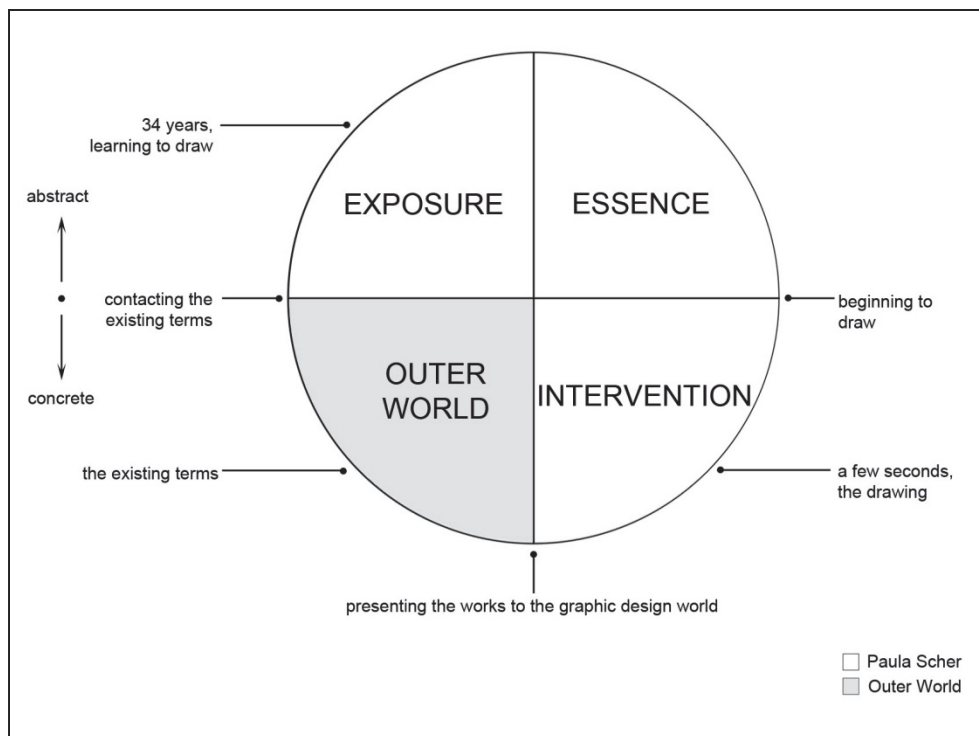 34 years,
learning to draw
abstract
EXPOSURE
ESSENCE
contacting the
existing terms
beginning to
draw
concrete
OUTER
WORLD
INTERVENTION
the existing terms
a few seconds,
the drawing
presenting the works to the graphic design world
Paula Scher
Outer World